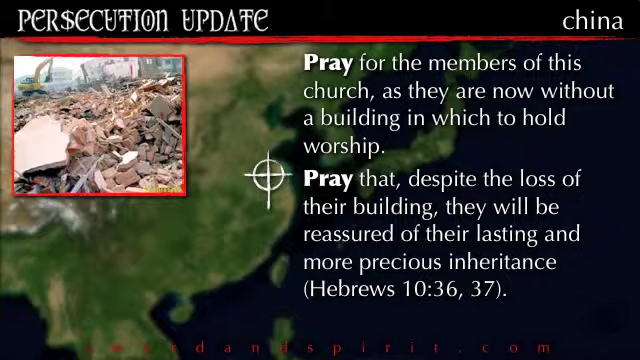 PERSECUTION UPDATE
china
Pray for the members of this
church, as they are now without
a building in which to hold
worship.
Pray that, despite the loss of
their building, they will be
reassured of their lasting and
more precious inheritance
(Hebrews 10:36, 37).
swordandspirit.com